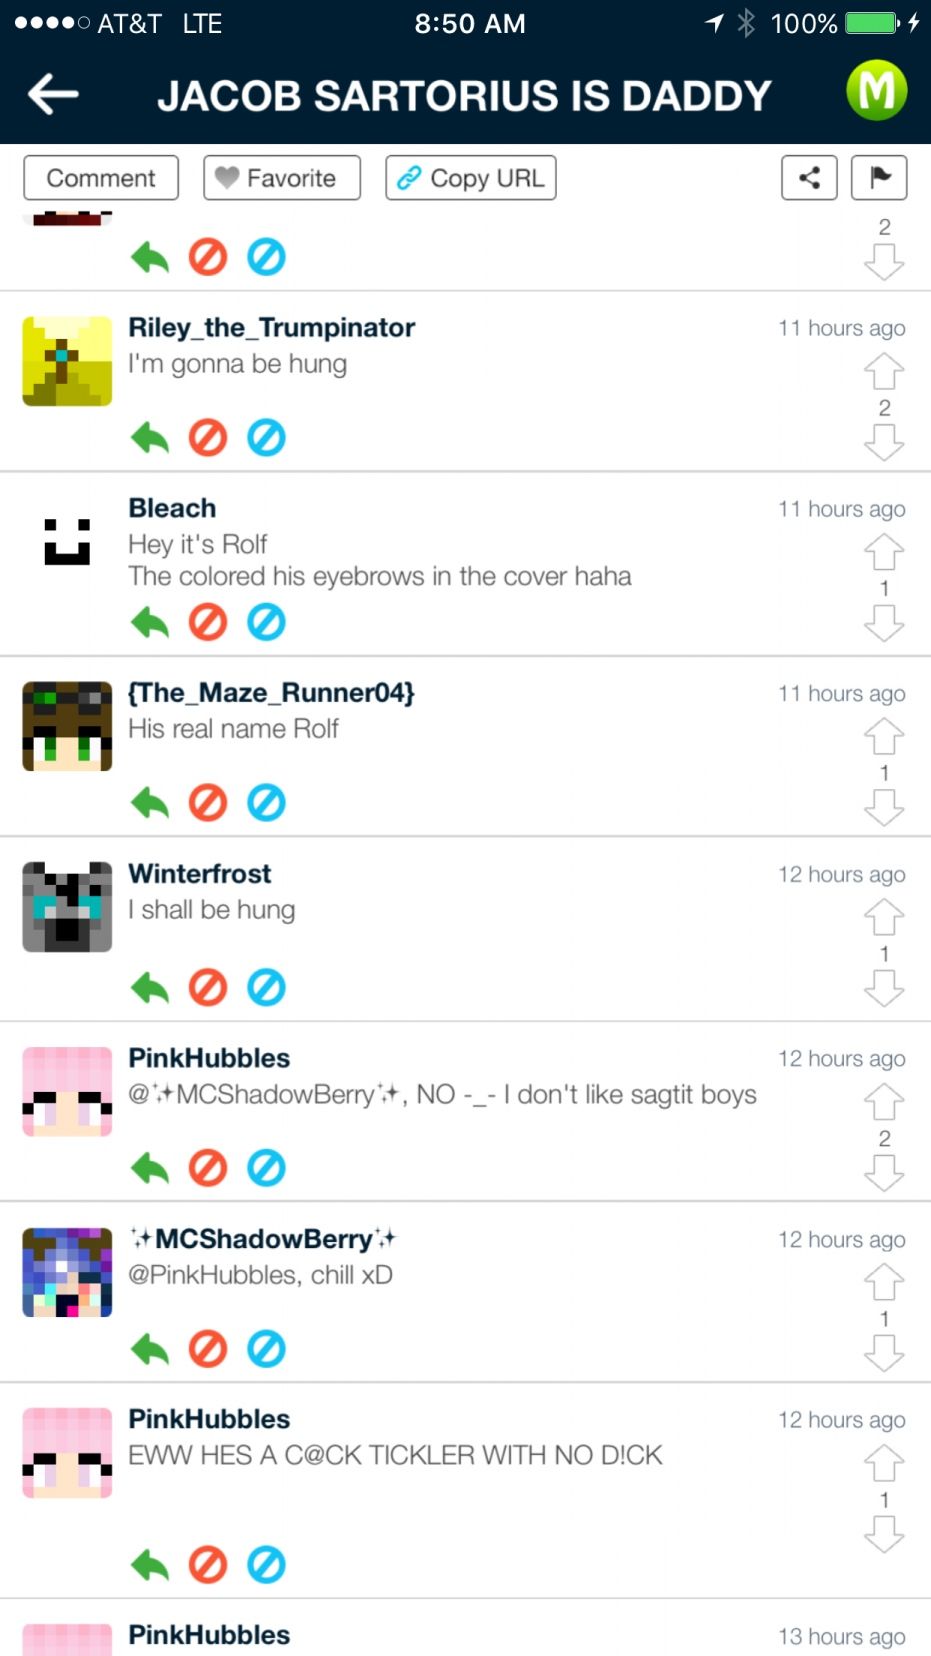 AT&T LTE 8:50 AM 100%
JACOB SARTORIUS IS DADDY M
Comment Favorite Copy URL
2
Riley_the_Trumpinator 11 hours ago
I'm gonna be hung
2
Bleach 11 hours ago
Hey it's Rolf
The colored his eyebrows in the cover haha
1
{The_Maze_Runner04} 11 hours ago
His real name Rolf
1
Winterfrost 12 hours ago
I shall be hung
1
PinkHubbles 12 hours ago
@✨MCShadowBerry✨, NO -_- I don't like sagtit boys
2
✨MCShadowBerry✨ 12 hours ago
@PinkHubbles, chill xD
1
PinkHubbles 12 hours ago
EWW HES A C@CK TICKLER WITH NO D!CK
1
PinkHubbles 13 hours ago